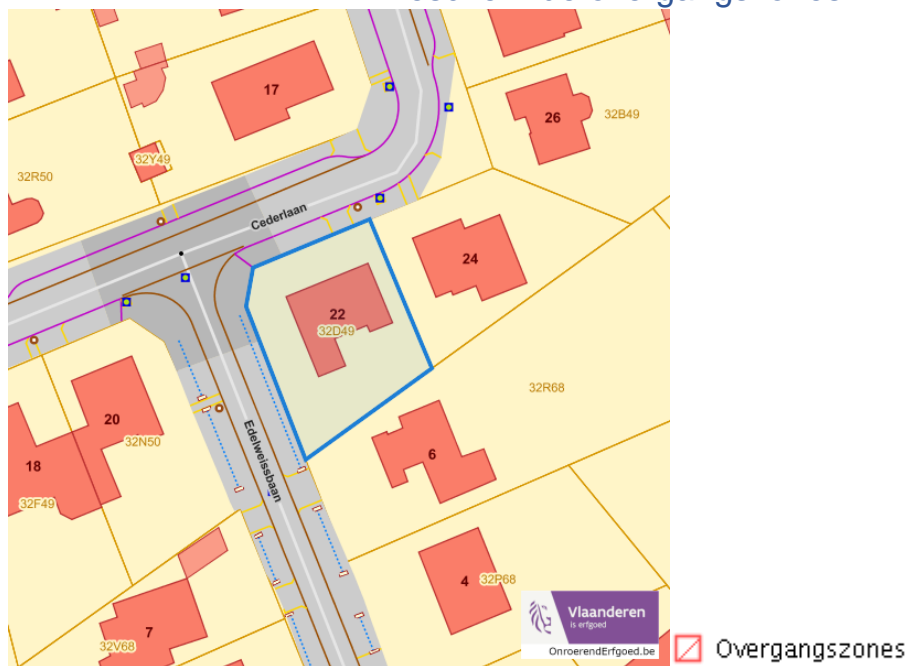 17
26
32B49
32Y49
32R50
Cederlaan
24
22
32D49
32R68
20
32N50
Edelweissbaan
6
18
32F49
4
32P68
7
32V68
Vlaanderen
is erfgoed
OnroerendErfgoed.be
Overgangszones